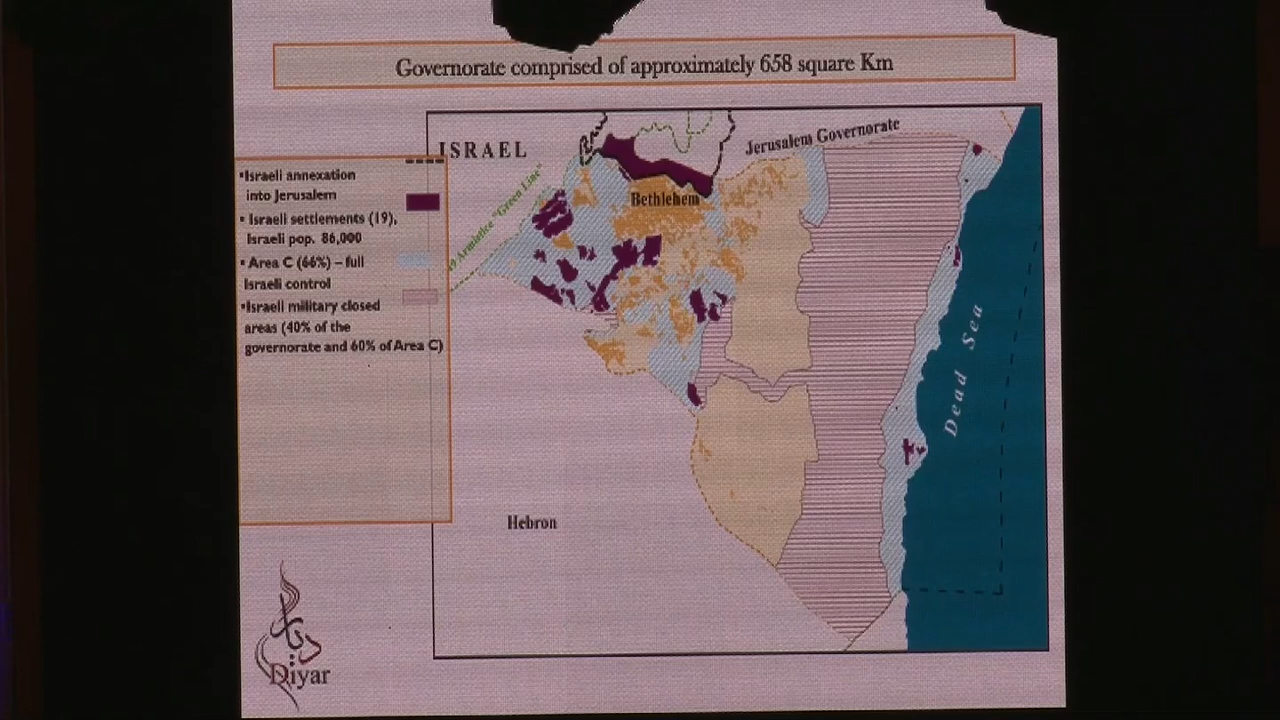 Governorate comprised of approximately 658 square Km
ISRAEL
Jerusalem Governorate
Armistice "Green Line"
Bethlehem
Dead Sea
Hebron
•Israeli annexation
into Jerusalem
• Israeli settlements (19),
Israeli pop. 86,000
• Area C (66%) – full
Israeli control
•Israeli military closed
areas (40% of the
governorate and 60% of Area C)
ديار
Diyar